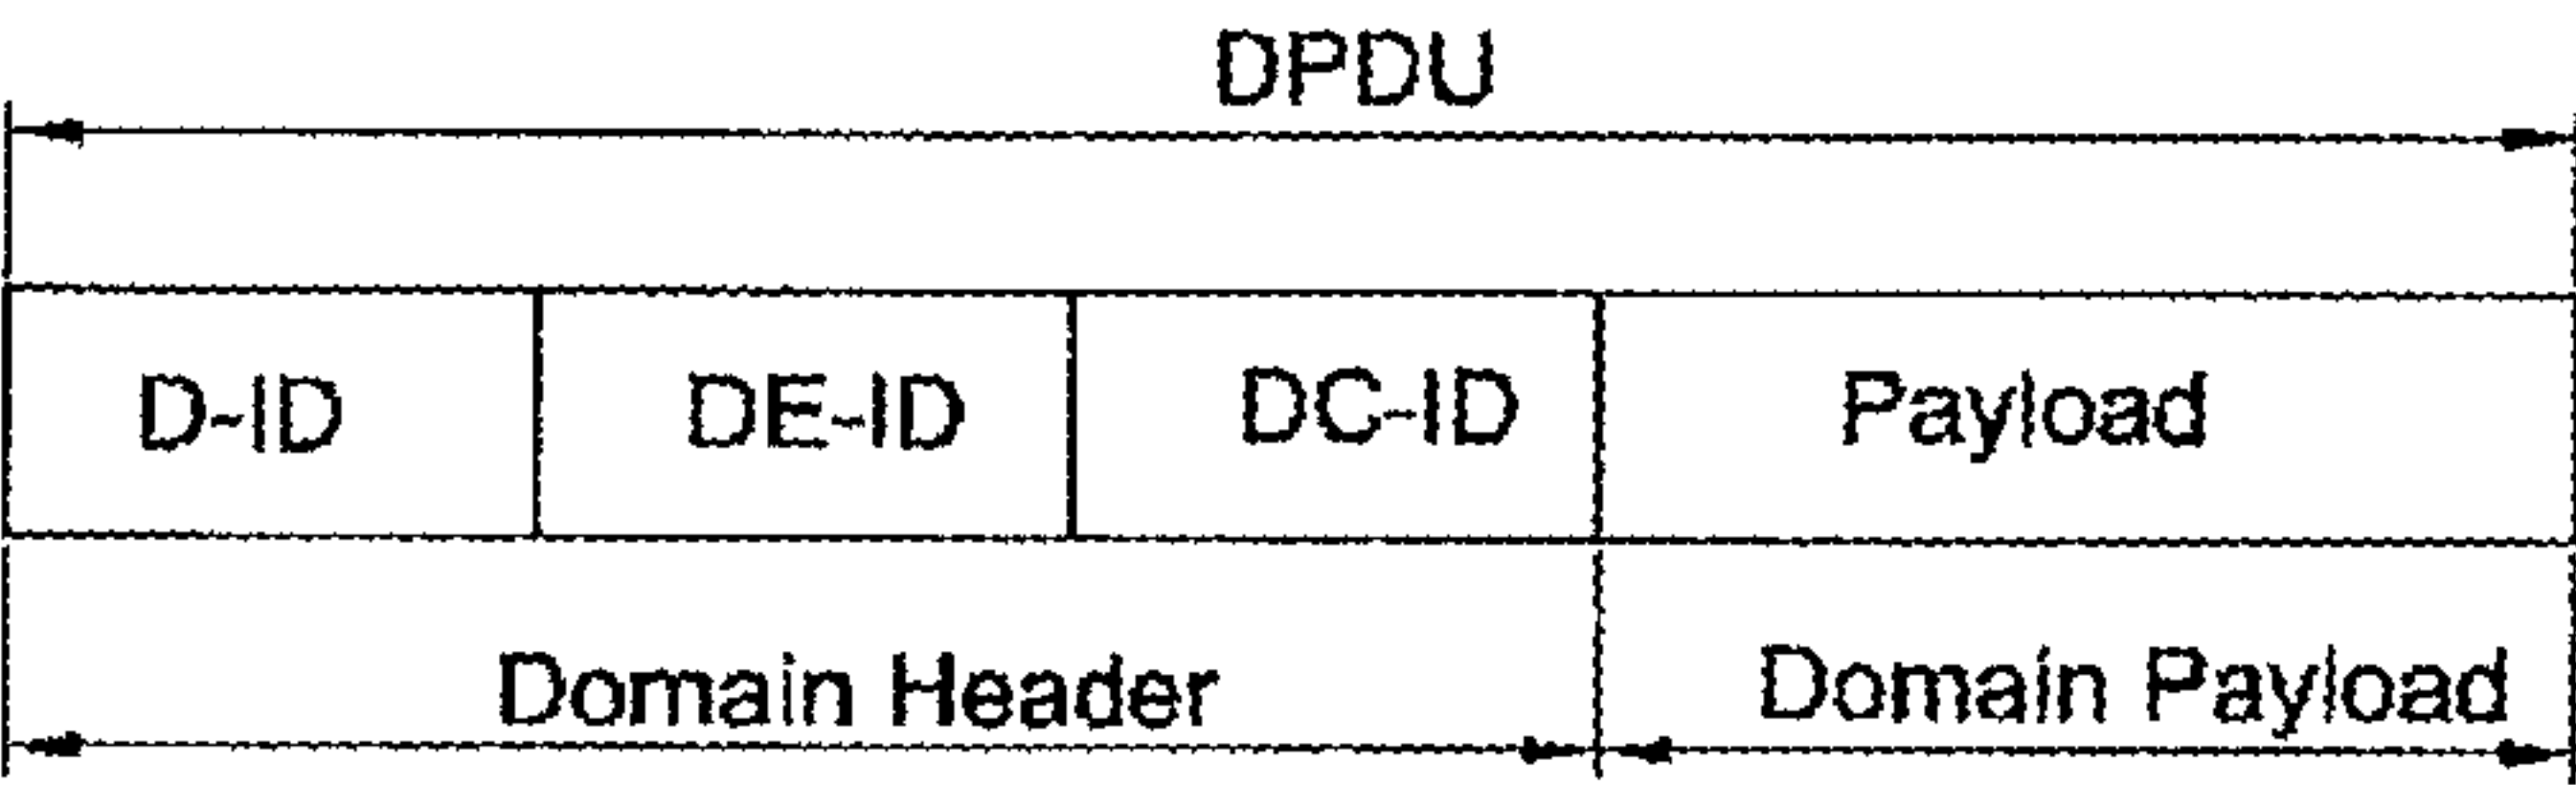 DPDU
D-ID DE-ID DC-ID Payload
Domain Header Domain Payload